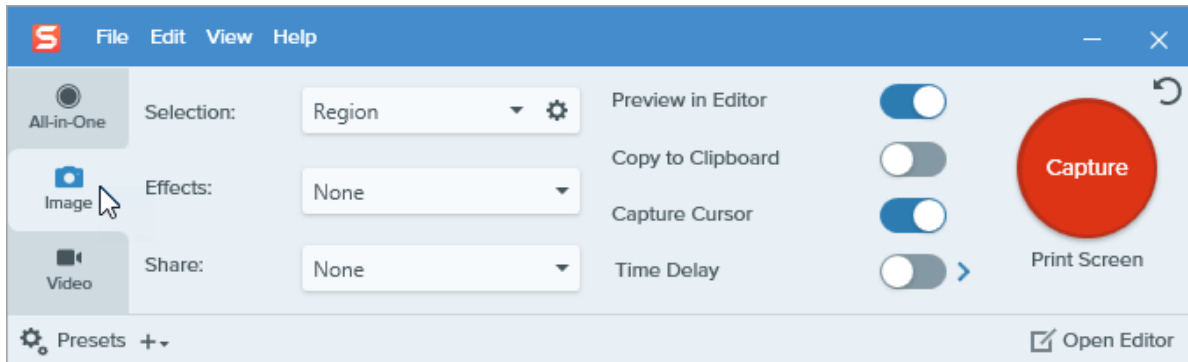 S File Edit View Help
All-in-One
Image
Video
Selection: Region
Effects: None
Share: None
Preview in Editor
Copy to Clipboard
Capture Cursor
Time Delay
Capture
Print Screen
Presets
Open Editor